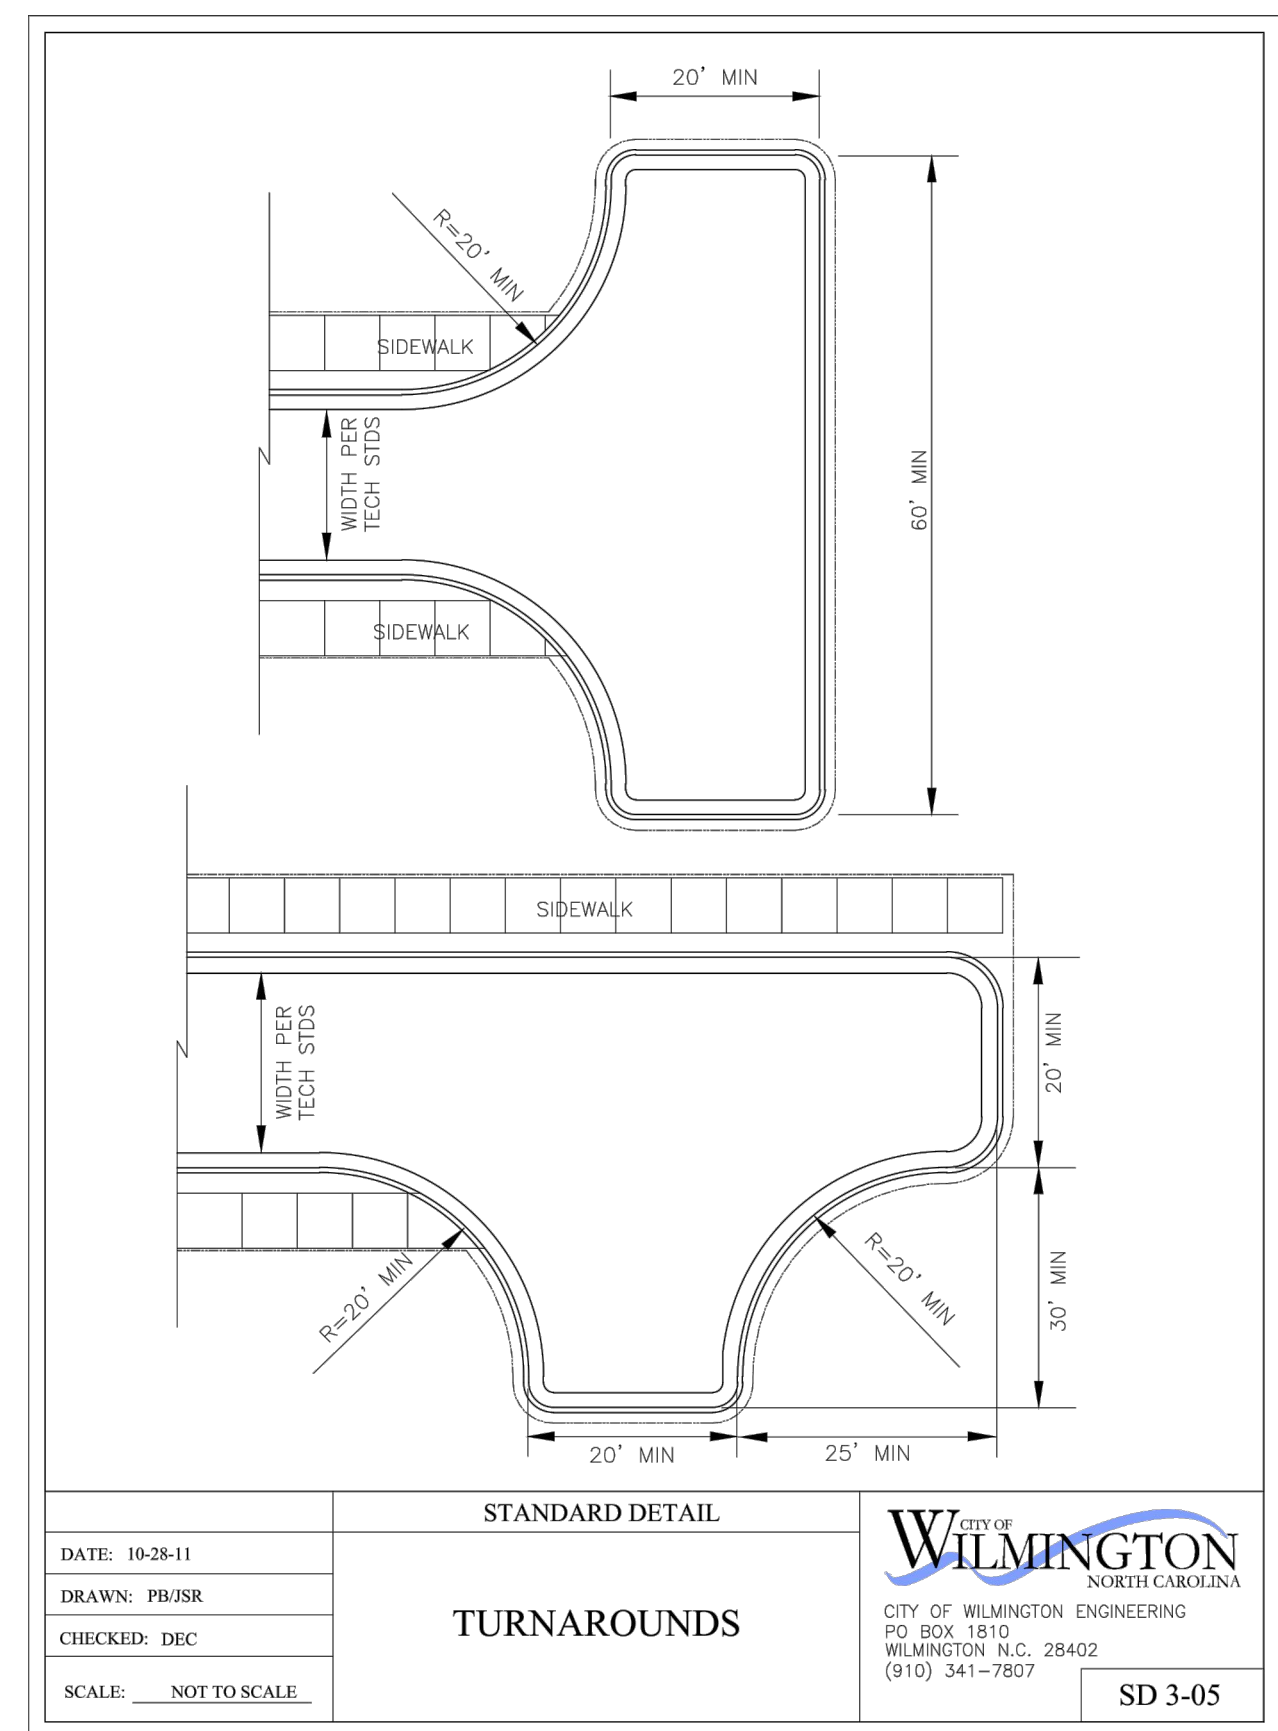 20' MIN
R=20' MIN
SIDEWALK
WIDTH PER
TECH STDS
60' MIN
SIDEWALK
SIDEWALK
WIDTH PER
TECH STDS
20' MIN
R=20' MIN
R=20' MIN
30' MIN
20' MIN
25' MIN
STANDARD DETAIL
TURNAROUNDS
DATE: 10-28-11
DRAWN: PB/JSR
CHECKED: DEC
SCALE: NOT TO SCALE
CITY OF
WILMINGTON
NORTH CAROLINA
CITY OF WILMINGTON ENGINEERING
PO BOX 1810
WILMINGTON N.C. 28402
(910) 341-7807
SD 3-05